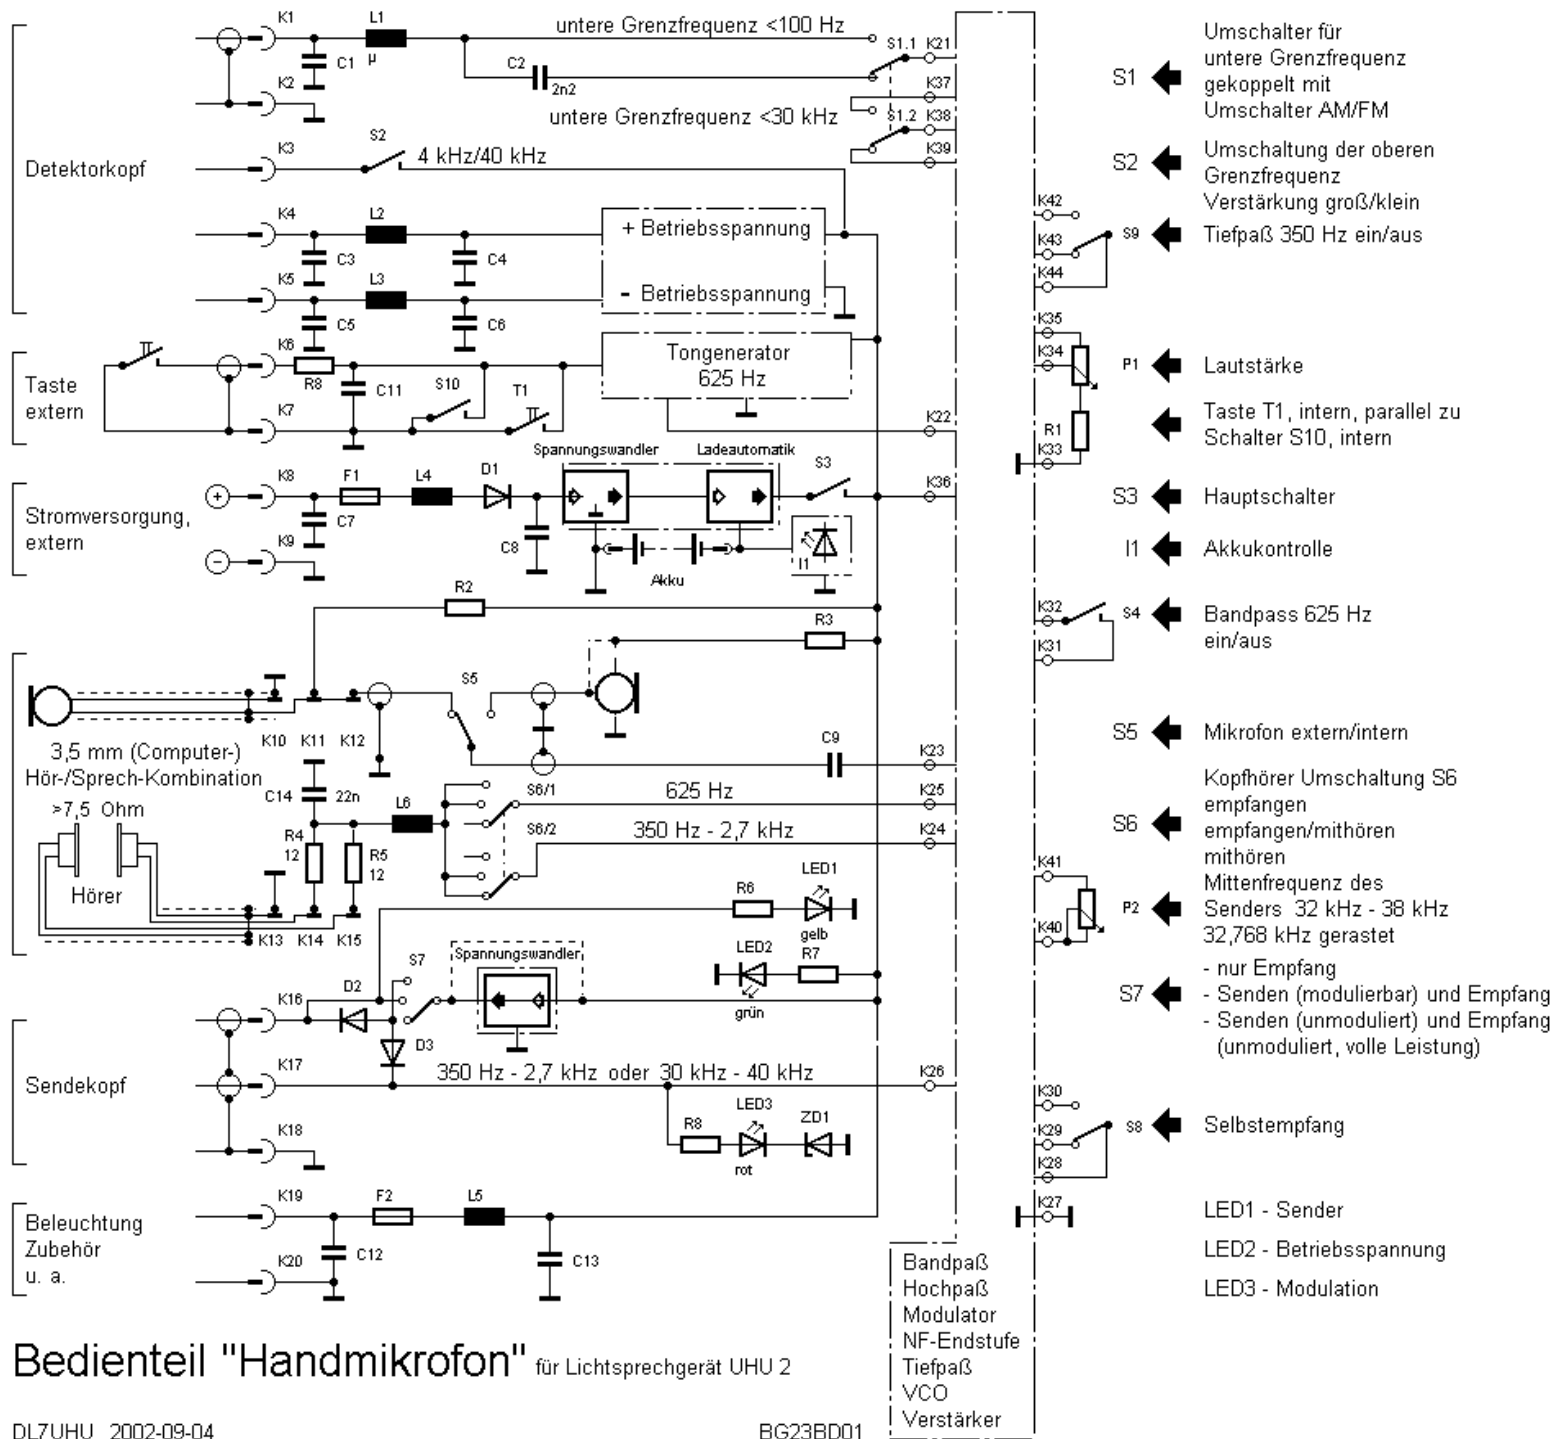 K1
L1
untere Grenzfrequenz <100 Hz
C1
µ
C2
2n2
S1.1
K21
K2
K37
untere Grenzfrequenz <30 kHz
S1.2
K38
K39
K3
S2
4 kHz/40 kHz
Detektorkopf
K4
L2
+ Betriebsspannung
C3
C4
K5
L3
- Betriebsspannung
C5
C6
K6
R8
C11
S10
T1
Tongenerator
625 Hz
Taste
extern
K7
K22
Spannungswandler
Ladeautomatik
K8
F1
L4
D1
S3
K36
Stromversorgung,
extern
C7
C8
K9
Akku
I1
R2
R3
S5
K10
K11
K12
3,5 mm (Computer-)
Hör-/Sprech-Kombination
>7,5 Ohm
C9
K23
C14
22n
L6
S6/1
625 Hz
K25
S6/2
350 Hz - 2,7 kHz
K24
R4
12
R5
12
Hörer
K13
K14
K15
R6
LED1
gelb
LED2
R7
grün
S7
Spannungswandler
K16
D2
D3
K17
350 Hz - 2,7 kHz oder 30 kHz - 40 kHz
K26
Sendekopf
K18
R8
LED3
ZD1
rot
K19
F2
L5
Beleuchtung
Zubehör
u. a.
C12
C13
K20
K42
K43
S9
K44
K35
K34
P1
R1
K33
K32
S4
K31
K41
P2
K40
K30
K29
S8
K28
K27
S1
Umschalter für
untere Grenzfrequenz
gekoppelt mit
Umschalter AM/FM
S2
Umschaltung der oberen
Grenzfrequenz
Verstärkung groß/klein
Tiefpaß 350 Hz ein/aus
Lautstärke
Taste T1, intern, parallel zu
Schalter S10, intern
S3
Hauptschalter
I1
Akkukontrolle
Bandpass 625 Hz
ein/aus
S5
Mikrofon extern/intern
S6
Kopfhörer Umschaltung S6
empfangen
empfangen/mithören
mithören
Mittenfrequenz des
Senders 32 kHz - 38 kHz
32,768 kHz gerastet
S7
- nur Empfang
- Senden (modulierbar) und Empfang
- Senden (unmoduliert) und Empfang
(unmoduliert, volle Leistung)
Selbstempfang
LED1 - Sender
LED2 - Betriebsspannung
LED3 - Modulation
Bandpaß
Hochpaß
Modulator
NF-Endstufe
Tiefpaß
VCO
Verstärker
Bedienteil "Handmikrofon" für Lichtsprechgerät UHU 2
DL7UHU 2002-09-04
BG23BD01